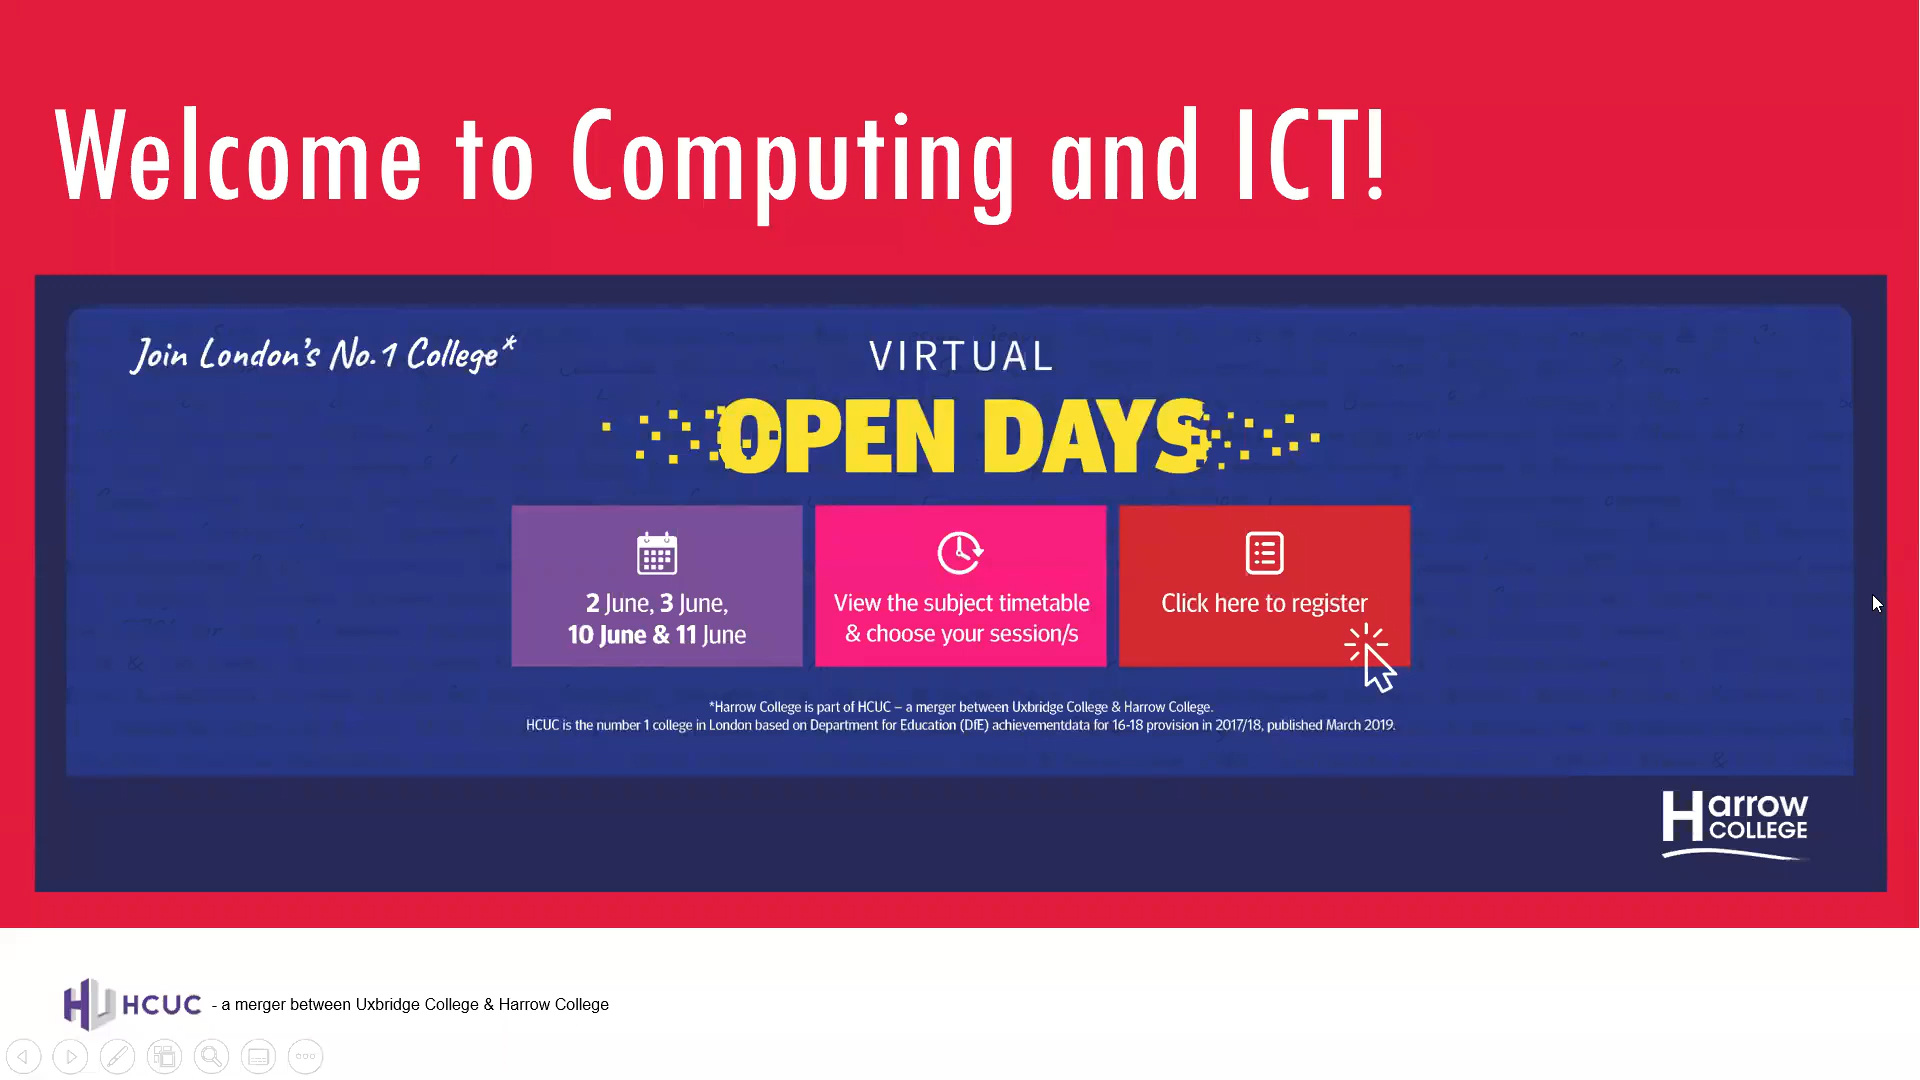 Welcome to Computing and ICT!
Join London's No.1 College*
VIRTUAL
OPEN DAYS
2 June, 3 June,
10 June & 11 June
View the subject timetable
& choose your session/s
Click here to register
*Harrow College is part of HCUC – a merger between Uxbridge College & Harrow College.
HCUC is the number 1 college in London based on Department for Education (DfE) achievementdata for 16-18 provision in 2017/18, published March 2019.
Harrow
COLLEGE
HCUC - a merger between Uxbridge College & Harrow College